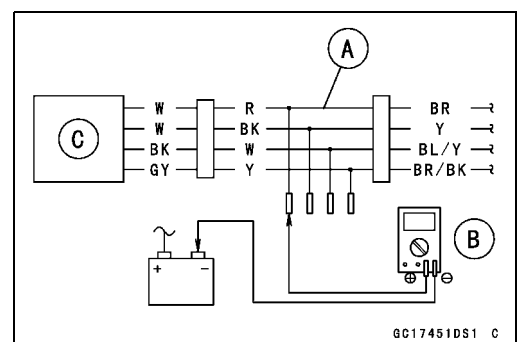 A
W R BR
W BK Y
C
BK W BL/Y
GY Y BR/BK
B
+ −
⊕ ⊖
GC17451DS1 C